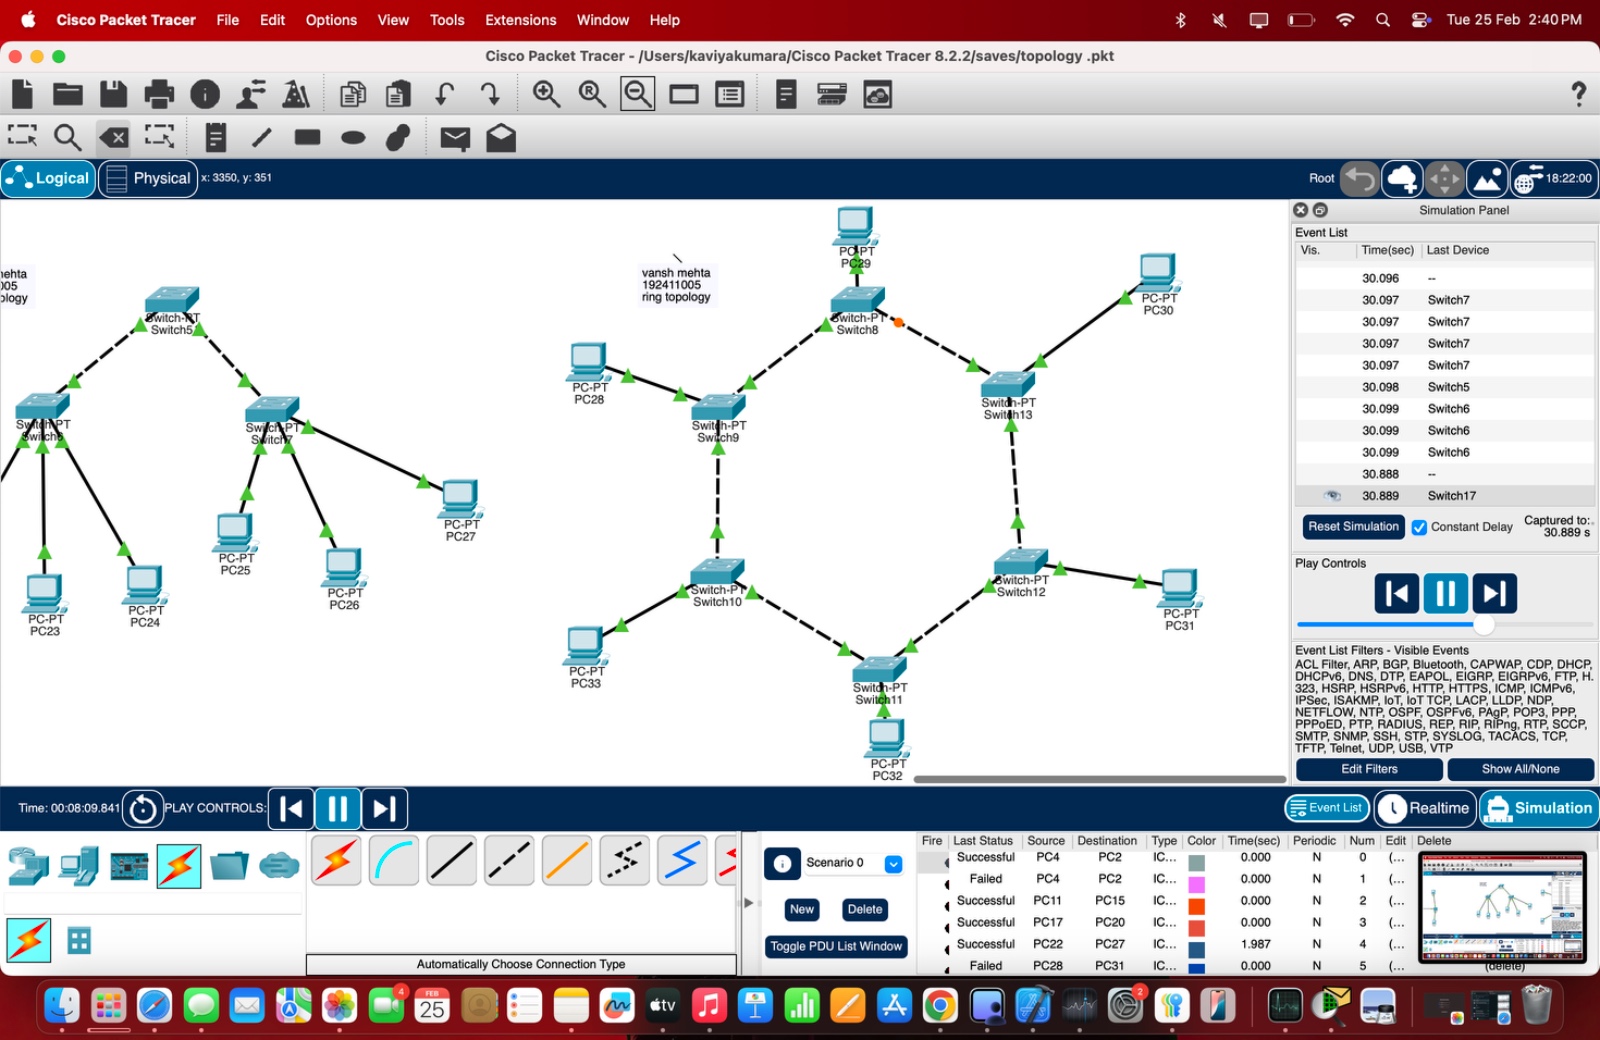 Cisco Packet Tracer File Edit Options View Tools Extensions Window Help Tue 25 Feb 2:40 PM
Cisco Packet Tracer - /Users/kaviyakumara/Cisco Packet Tracer 8.2.2/saves/topology .pkt
Logical Physical x: 3350, y: 351 Root 18:22:00
ehta
05
logy
Switch-PT
Switch5
Switch-PT
Switch6
Switch-PT
Switch7
PC-PT
PC23
PC-PT
PC24
PC-PT
PC25
PC-PT
PC26
PC-PT
PC27
vansh mehta
192411005
ring topology
PC-PT
PC29
Switch-PT
Switch8
PC-PT
PC30
PC-PT
PC28
Switch-PT
Switch9
Switch-PT
Switch13
Switch-PT
Switch10
Switch-PT
Switch12
PC-PT
PC31
PC-PT
PC33
Switch-PT
Switch11
PC-PT
PC32
Simulation Panel
Event List
Vis. Time(sec) Last Device
30.096 --
30.097 Switch7
30.097 Switch7
30.097 Switch7
30.097 Switch7
30.098 Switch5
30.099 Switch6
30.099 Switch6
30.099 Switch6
30.888 --
30.889 Switch17
Reset Simulation Constant Delay Captured to:
30.889 s
Play Controls
Event List Filters - Visible Events
ACL Filter, ARP, BGP, Bluetooth, CAPWAP, CDP, DHCP,
DHCPv6, DNS, DTP, EAPOL, EIGRP, EIGRPv6, FTP, H.
323, HSRP, HSRPv6, HTTP, HTTPS, ICMP, ICMPv6,
IPSec, ISAKMP, IoT, IoT TCP, LACP, LLDP, NDP,
NETFLOW, NTP, OSPF, OSPFv6, PAgP, POP3, PPP,
PPPoED, PTP, RADIUS, REP, RIP, RIPng, RTP, SCCP,
SMTP, SNMP, SSH, STP, SYSLOG, TACACS, TCP,
TFTP, Telnet, UDP, USB, VTP
Edit Filters Show All/None
Time: 00:08:09.841 PLAY CONTROLS: Event List Realtime Simulation
Scenario 0
New Delete
Toggle PDU List Window
Automatically Choose Connection Type
Fire Last Status Source Destination Type Color Time(sec) Periodic Num Edit Delete
Successful PC4 PC2 IC... 0.000 N 0 (...
Failed PC4 PC2 IC... 0.000 N 1 (...
Successful PC11 PC15 IC... 0.000 N 2 (...
Successful PC17 PC20 IC... 0.000 N 3 (...
Successful PC22 PC27 IC... 1.987 N 4 (...
Failed PC28 PC31 IC... 0.000 N 5 (... (delete)
4
FEB
25
tv
2